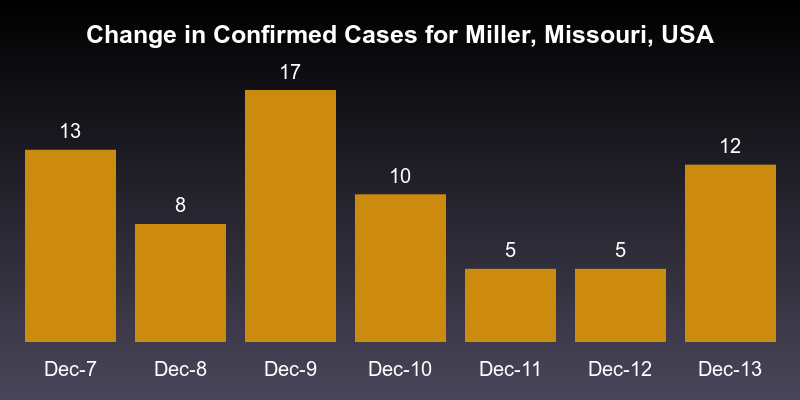 Change in Confirmed Cases for Miller, Missouri, USA
13
8
17
10
5
5
12
Dec-7
Dec-8
Dec-9
Dec-10
Dec-11
Dec-12
Dec-13